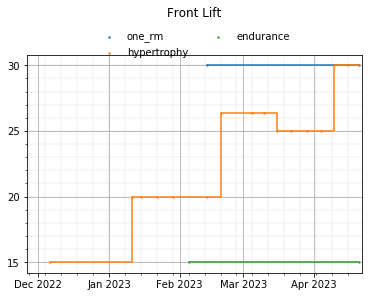 Front Lift
one_rm endurance
hypertrophy
30
25
20
15
Dec 2022 Jan 2023 Feb 2023 Mar 2023 Apr 2023